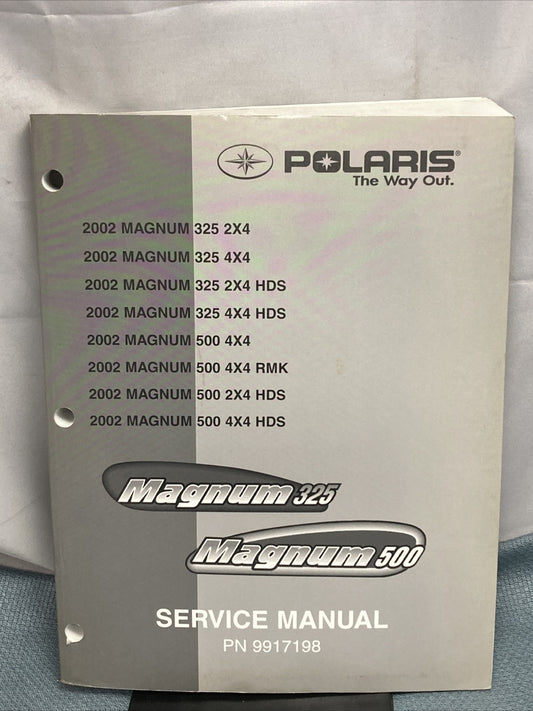 POLARIS®
The Way Out.
2002 MAGNUM 325 2X4
2002 MAGNUM 325 4X4
2002 MAGNUM 325 2X4 HDS
2002 MAGNUM 325 4X4 HDS
2002 MAGNUM 500 4X4
2002 MAGNUM 500 4X4 RMK
2002 MAGNUM 500 2X4 HDS
2002 MAGNUM 500 4X4 HDS
Magnum 325
Magnum 500
SERVICE MANUAL
PN 9917198